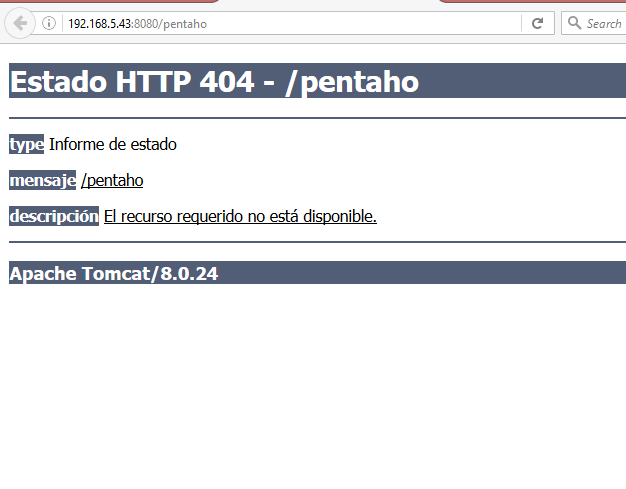 192.168.5.43:8080/pentaho
Search
Estado HTTP 404 - /pentaho
type Informe de estado
mensaje /pentaho
descripción El recurso requerido no está disponible.
Apache Tomcat/8.0.24